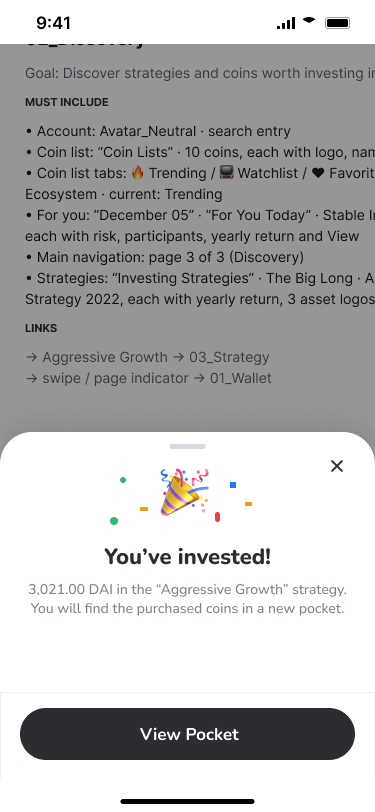 9:41
02_Discovery
Goal: Discover strategies and coins worth investing in
MUST INCLUDE
• Account: Avatar_Neutral · search entry
• Coin list: “Coin Lists” · 10 coins, each with logo, nam
• Coin list tabs: 🔥 Trending / 📺 Watchlist / ❤ Favorit
Ecosystem · current: Trending
• For you: “December 05” · “For You Today” · Stable In
each with risk, participants, yearly return and View
• Main navigation: page 3 of 3 (Discovery)
• Strategies: “Investing Strategies” · The Big Long · A
Strategy 2022, each with yearly return, 3 asset logos
LINKS
→ Aggressive Growth → 03_Strategy
→ swipe / page indicator → 01_Wallet
You’ve invested!
3,021.00 DAI in the “Aggressive Growth” strategy.
You will find the purchased coins in a new pocket.
View Pocket